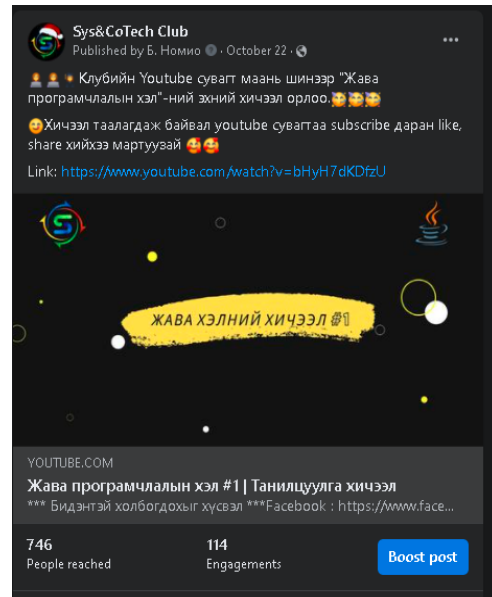 Sys&CoTech Club
Published by Б. Номио · October 22 ·
Клубийн Youtube сувагт маань шинээр "Жава
програмчлалын хэл"-ний эхний хичээл орлоо.
Хичээл таалагдаж байвал youtube сувагтаа subscribe даран like,
share хийхээ мартуузай
Link: https://www.youtube.com/watch?v=bHyH7dKDfzU
ЖАВА ХЭЛНИЙ ХИЧЭЭЛ #1
YOUTUBE.COM
Жава програмчлалын хэл #1 | Танилцуулга хичээл
*** Бидэнтэй холбогдохыг хүсвэл ***Facebook : https://www.face...
746
People reached
114
Engagements
Boost post